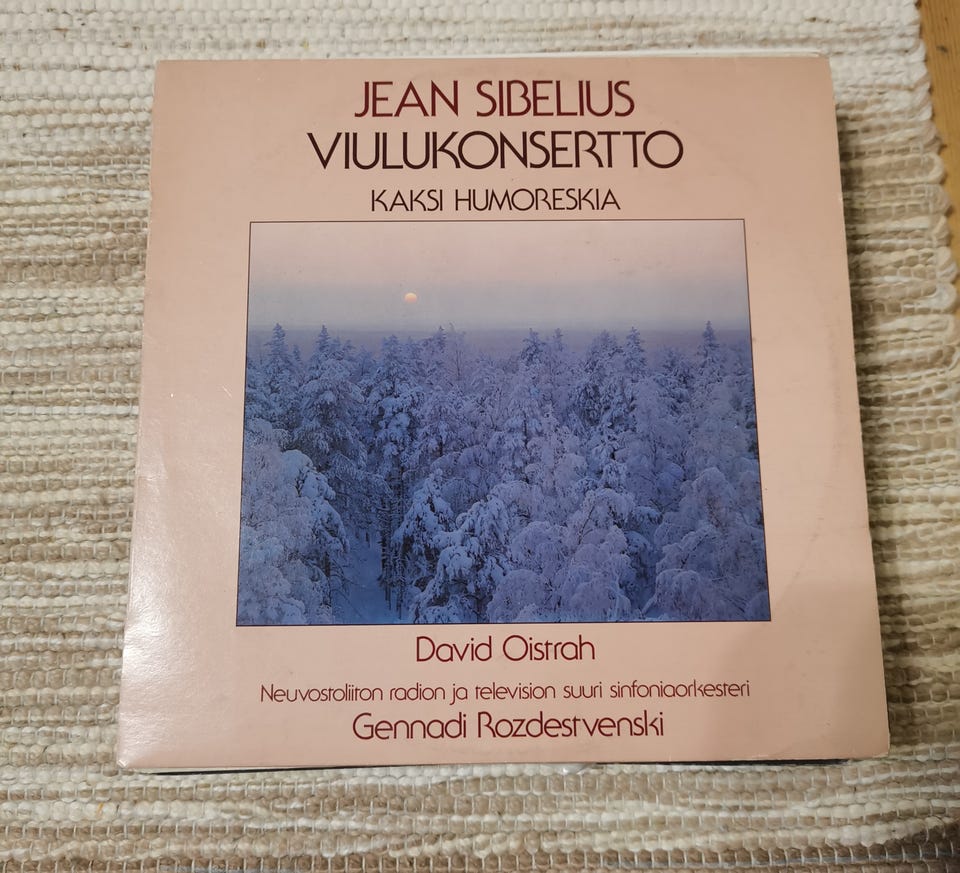 JEAN SIBELIUS
VIULUKONSERTTO
KAKSI HUMORESKIA
David Oistrah
Neuvostoliiton radion ja television suuri sinfoniaorkesteri
Gennadi Rozdestvenski